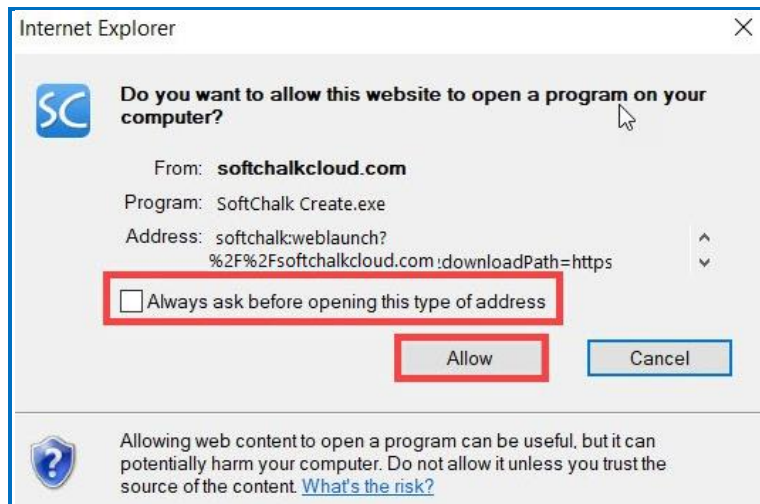 Internet Explorer
SC
Do you want to allow this website to open a program on your
computer?
From: softchalkcloud.com
Program: SoftChalk Create.exe
Address: softchalk:weblaunch?
%2F%2Fsoftchalkcloud.com:downloadPath=https
Always ask before opening this type of address
Allow Cancel
Allowing web content to open a program can be useful, but it can
potentially harm your computer. Do not allow it unless you trust the
source of the content. What's the risk?